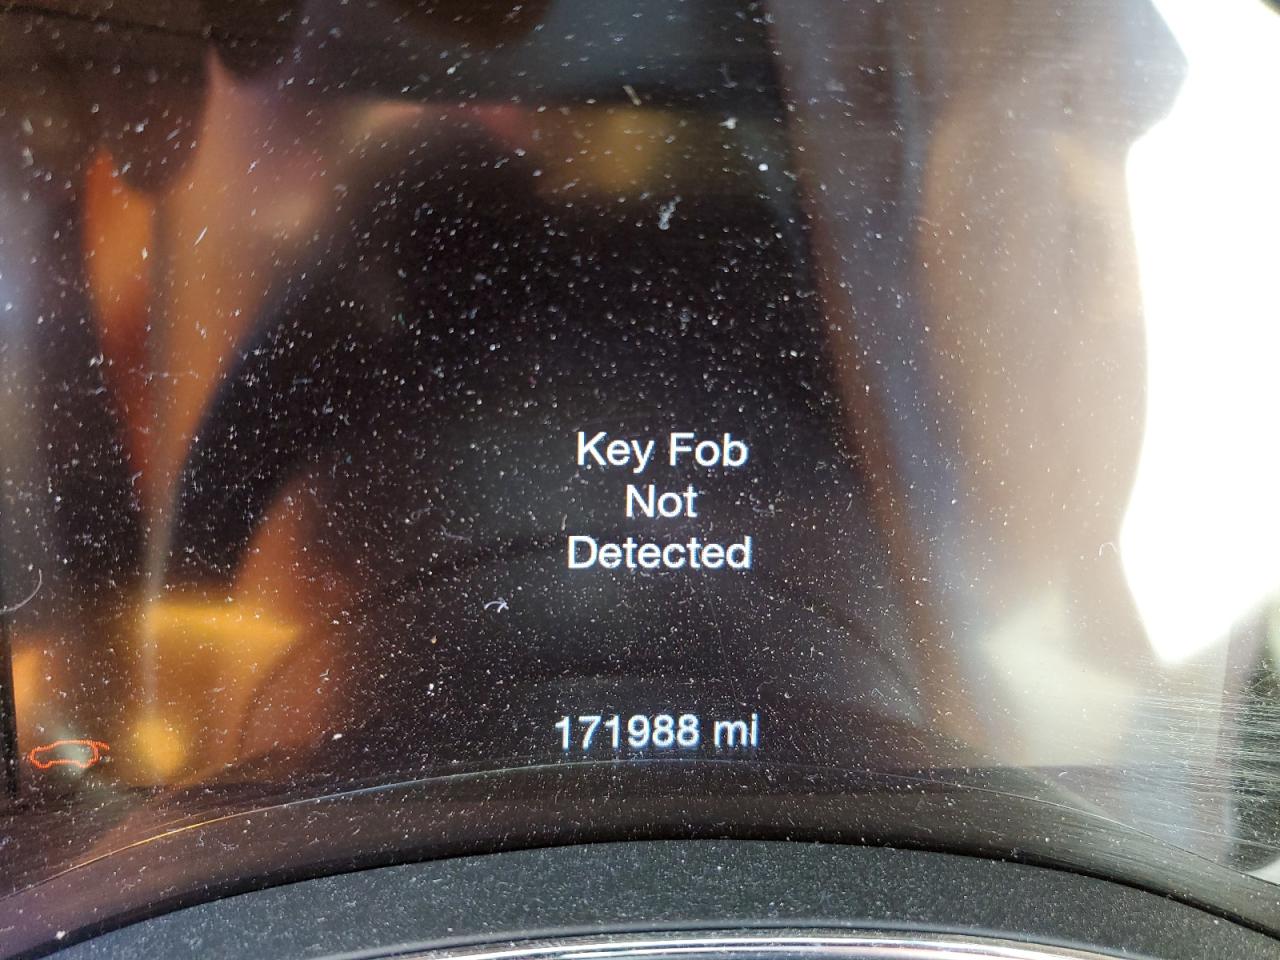 Key Fob
Not
Detected
171988 mi